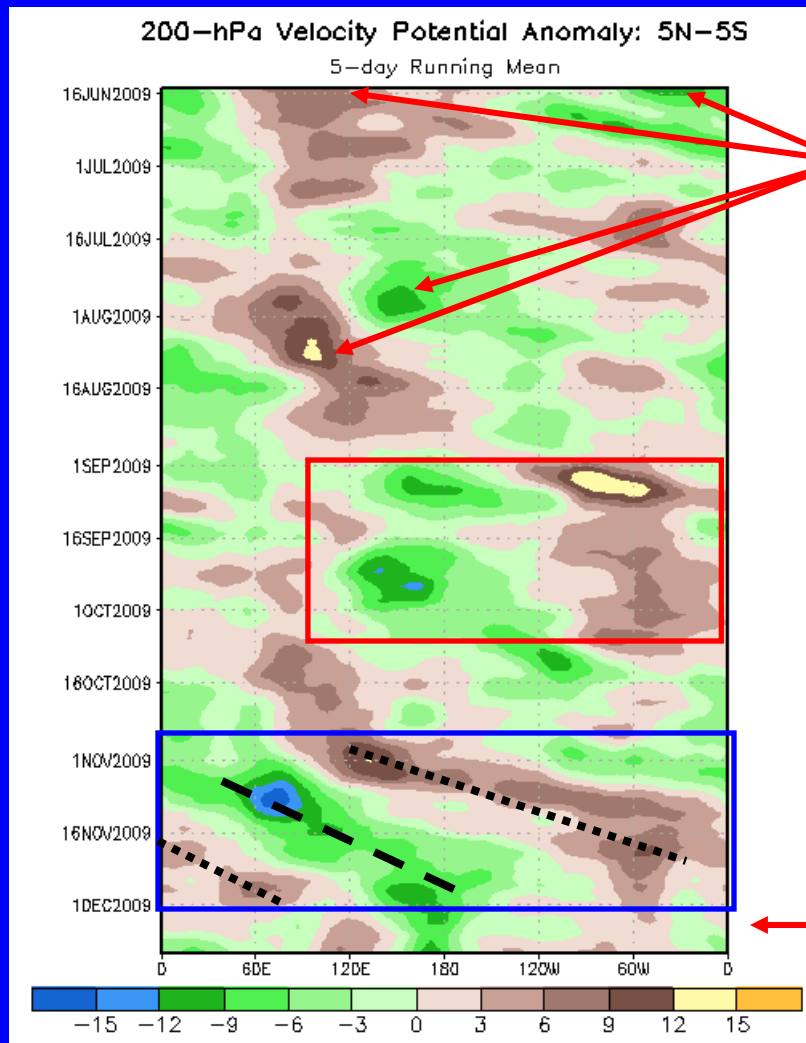 200-hPa Velocity Potential Anomaly: 5N-5S
5-day Running Mean
16JUN2009
1JUL2009
16JUL2009
1AUG2009
16AUG2009
1SEP2009
16SEP2009
1OCT2009
16OCT2009
1NOV2009
16NOV2009
1DEC2009
0 60E 120E 180 120W 60W 0
-15 -12 -9 -6 -3 0 3 6 9 12 15